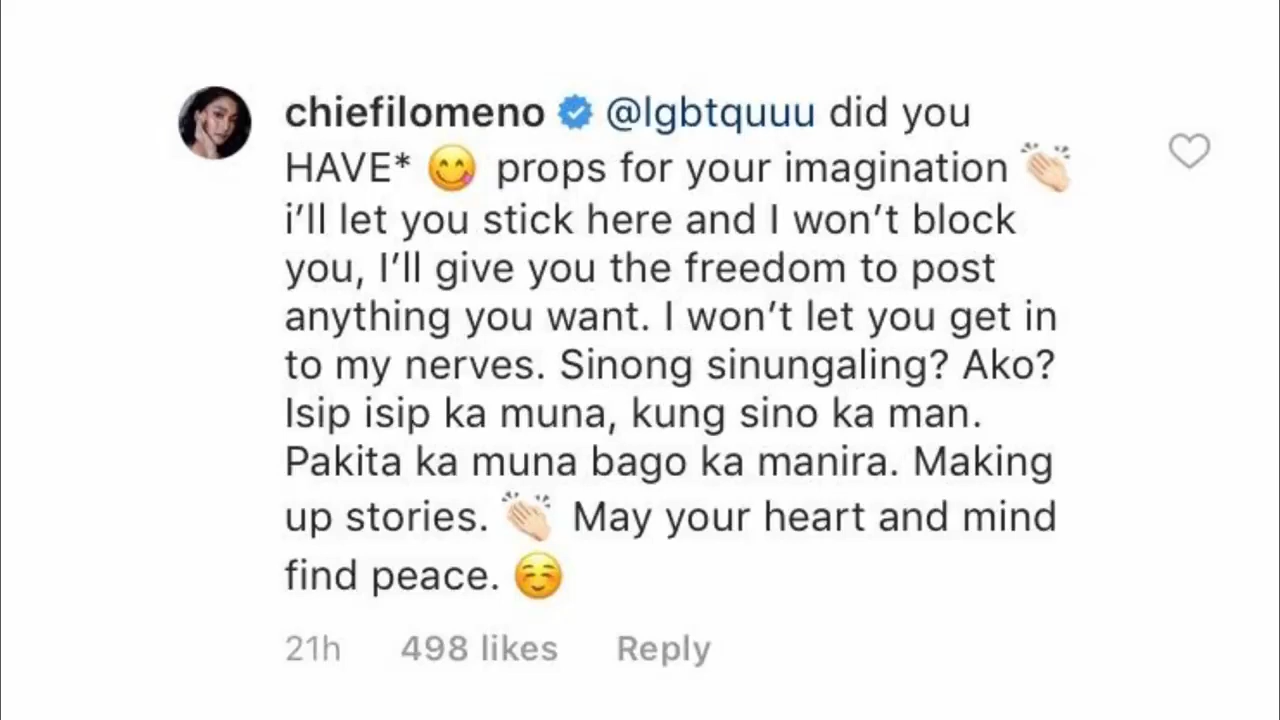 chiefilomeno @lgbtquuu did you
HAVE* 😋 props for your imagination 👏🏻
i’ll let you stick here and I won’t block
you, I’ll give you the freedom to post
anything you want. I won’t let you get in
to my nerves. Sinong sinungaling? Ako?
Isip isip ka muna, kung sino ka man.
Pakita ka muna bago ka manira. Making
up stories. 👏🏻 May your heart and mind
find peace. ☺️
21h 498 likes Reply